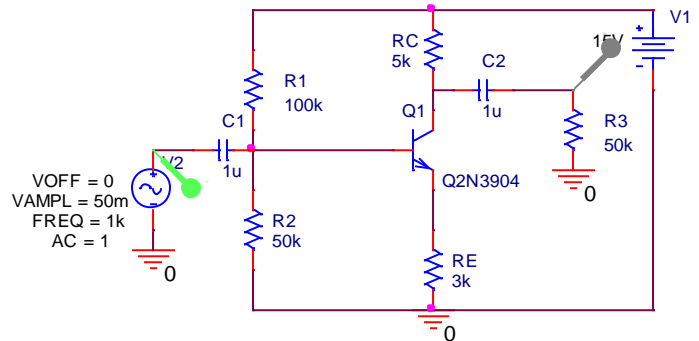 V1
RC
5k
C2
15V
R1
100k
C1
Q1
1u
R3
50k
V2
1u
Q2N3904
0
VOFF = 0
VAMPL = 50m
FREQ = 1k
AC = 1
R2
50k
RE
3k
0
0